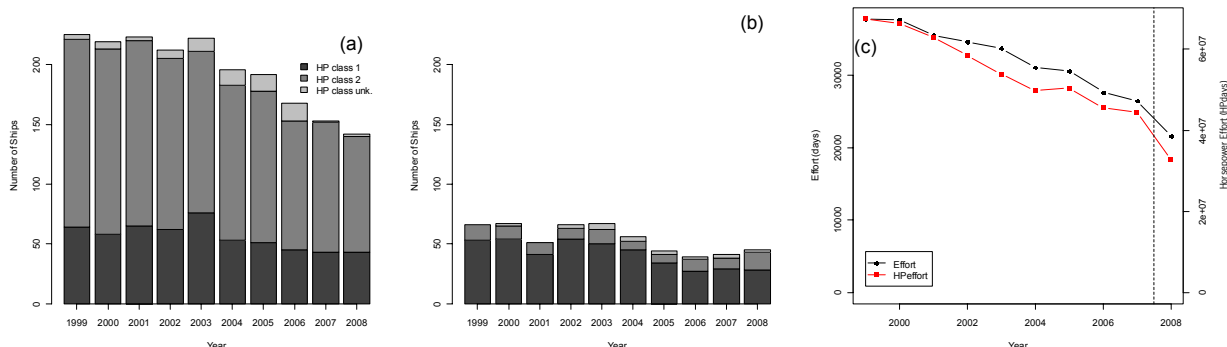 (a)
HP class 1
HP class 2
HP class unk.
Number of Ships
0 50 100 150 200
1999 2000 2001 2002 2003 2004 2005 2006 2007 2008
Year
(b)
Number of Ships
0 50 100 150 200
1999 2000 2001 2002 2003 2004 2005 2006 2007 2008
Year
(c)
Effort (days)
0 10000 20000 30000
Effort
HPeffort
2000 2002 2004 2006 2008
Year
0 2e+07 4e+07 6e+07
Horsepower Effort (HPdays)